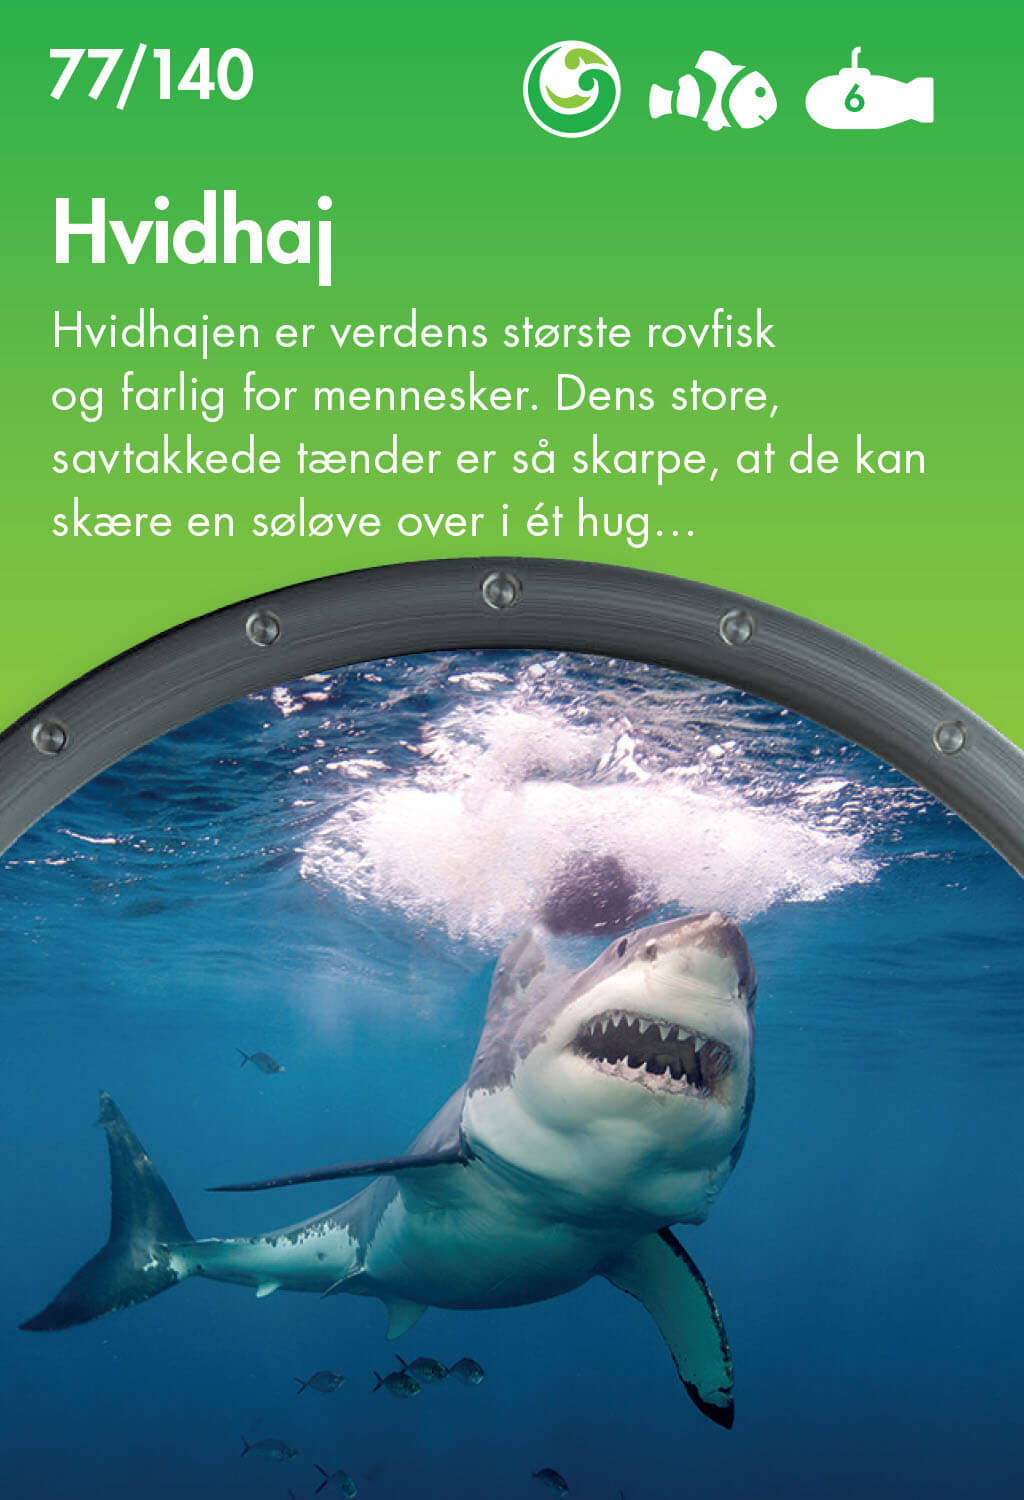 77/140
6
Hvidhaj
Hvidhajen er verdens største rovfisk
og farlig for mennesker. Dens store,
savtakkede tænder er så skarpe, at de kan
skære en søløve over i ét hug...